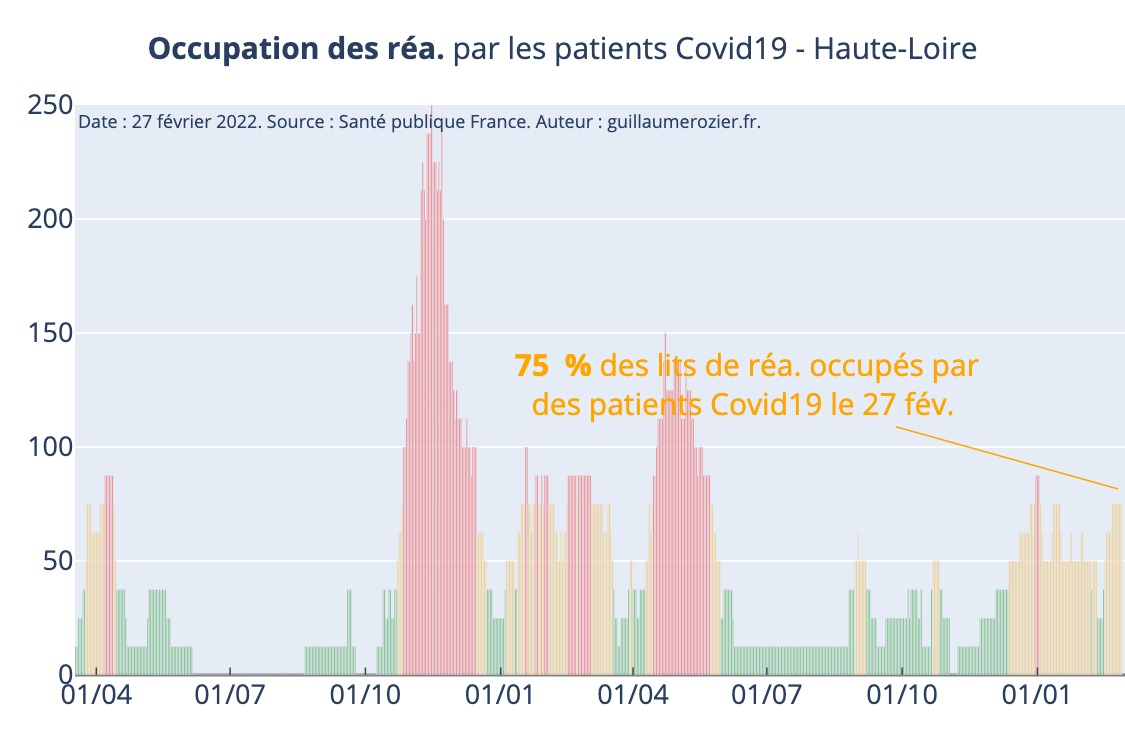 Occupation des réa. par les patients Covid19 - Haute-Loire
250
Date : 27 février 2022. Source : Santé publique France. Auteur : guillaumerozier.fr.
200
150
75 % des lits de réa. occupés par
des patients Covid19 le 27 fév.
100
50
0
01/04 01/07 01/10 01/01 01/04 01/07 01/10 01/01